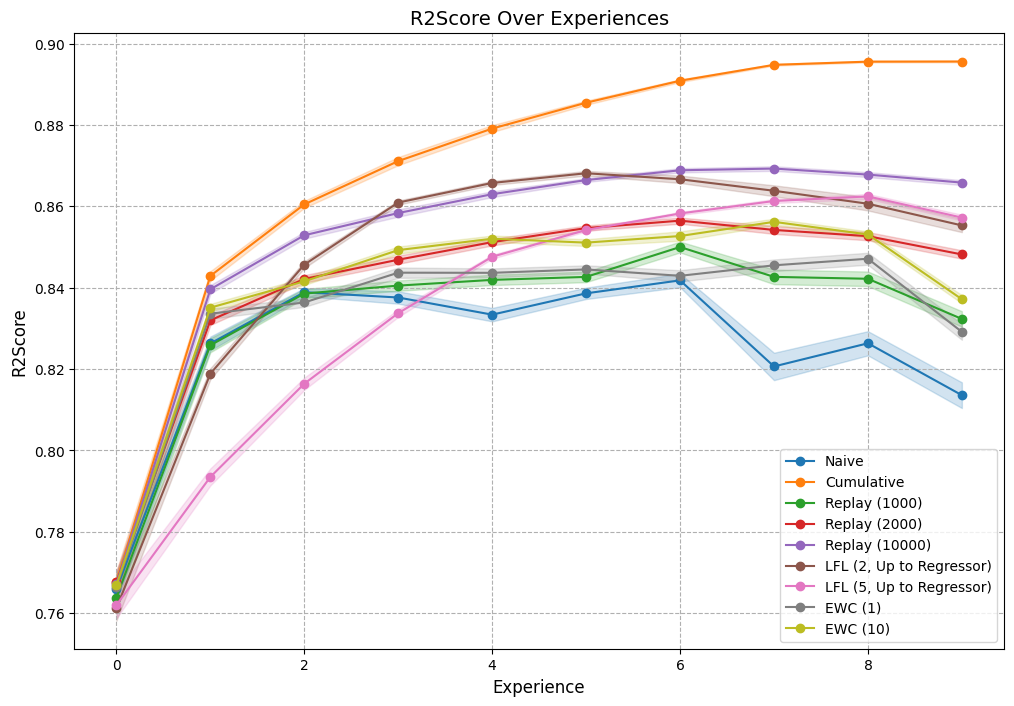 R2Score Over Experiences
0.90
0.88
0.86
0.84
0.82
0.80
0.78
0.76
R2Score
0
2
4
6
8
Experience
Naive
Cumulative
Replay (1000)
Replay (2000)
Replay (10000)
LFL (2, Up to Regressor)
LFL (5, Up to Regressor)
EWC (1)
EWC (10)